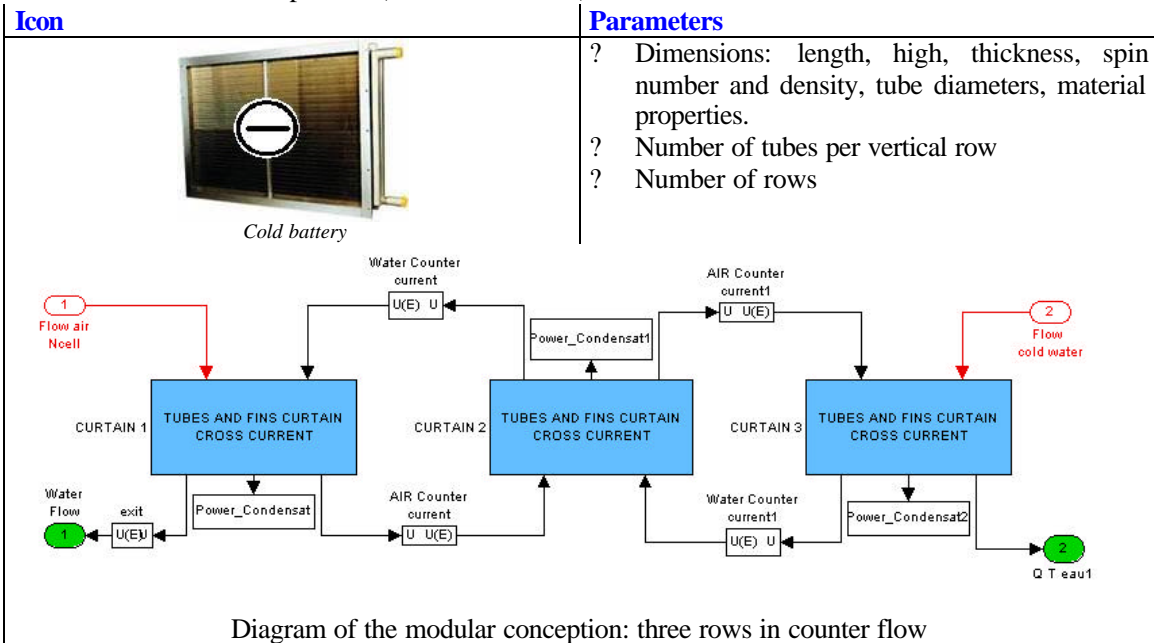 Icon
Parameters
Cold battery
? Dimensions: length, high, thickness, spin
number and density, tube diameters, material
properties.
? Number of tubes per vertical row
? Number of rows
Water Counter
current
U(E) U
AIR Counter
current1
U U(E)
1
Flow air
Ncell
2
Flow
cold water
Power_Condensat1
CURTAIN 1
TUBES AND FINS CURTAIN
CROSS CURRENT
CURTAIN 2
TUBES AND FINS CURTAIN
CROSS CURRENT
CURTAIN 3
TUBES AND FINS CURTAIN
CROSS CURRENT
Water
Flow
1
exit
U(E)U
Power_Condensat
AIR Counter
current
U U(E)
Water Counter
current1
U(E) U
Power_Condensat2
2
Q T eau1
Diagram of the modular conception: three rows in counter flow